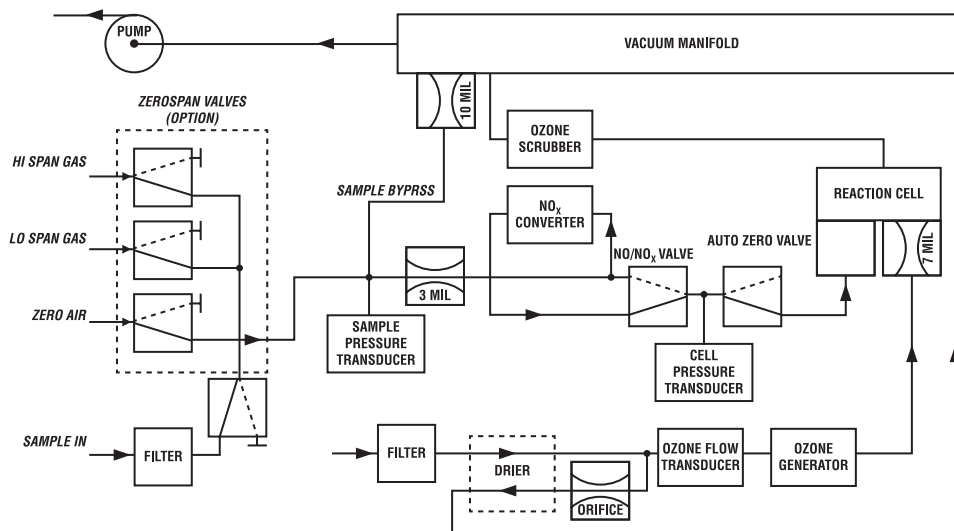 PUMP
VACUUM MANIFOLD
10 MIL
ZEROSPAN VALVES
(OPTION)
OZONE
SCRUBBER
HI SPAN GAS
SAMPLE BYPRSS
REACTION CELL
NOX
CONVERTER
LO SPAN GAS
AUTO ZERO VALVE
NO/NOX VALVE
7 MIL
3 MIL
ZERO AIR
SAMPLE
PRESSURE
TRANSDUCER
CELL
PRESSURE
TRANSDUCER
SAMPLE IN
FILTER
FILTER
DRIER
OZONE FLOW
TRANSDUCER
OZONE
GENERATOR
ORIFICE